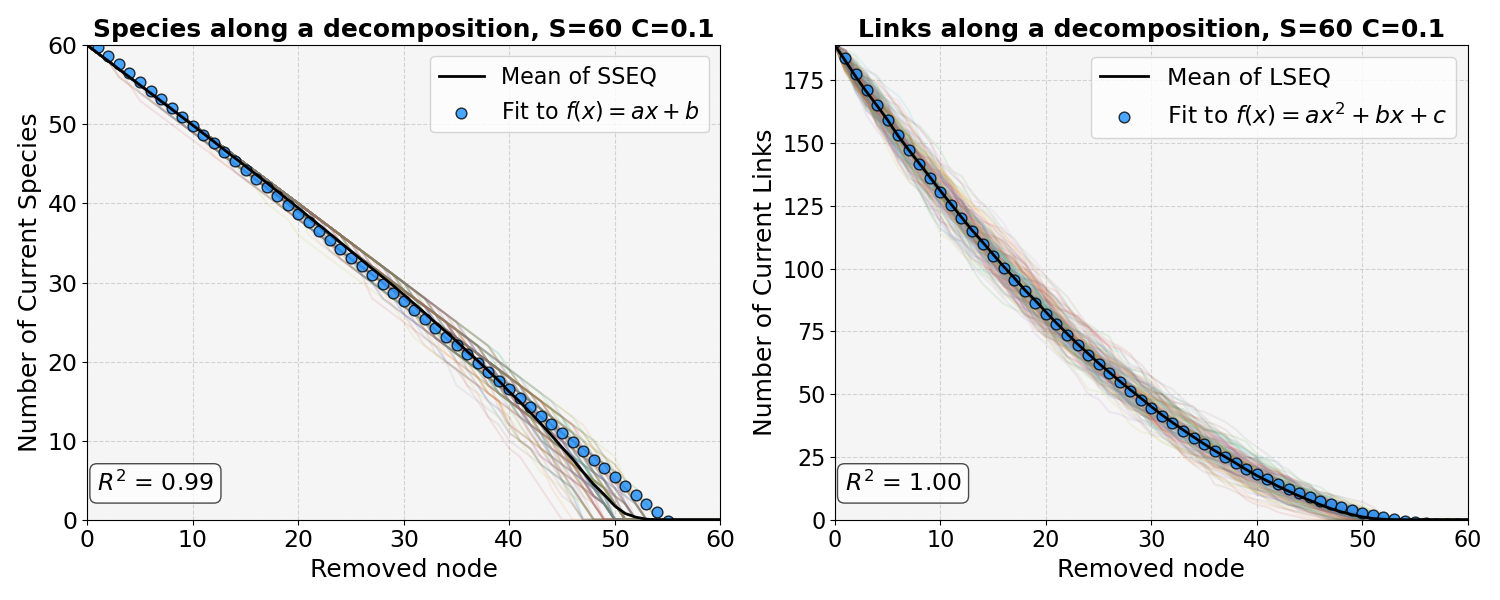 Species along a decomposition, S=60 C=0.1
Number of Current Species
60
50
40
30
20
10
0
Mean of SSEQ
Fit to f(x) = ax + b
R² = 0.99
0 10 20 30 40 50 60
Removed node
Links along a decomposition, S=60 C=0.1
Number of Current Links
175
150
125
100
75
50
25
0
Mean of LSEQ
Fit to f(x) = ax² + bx + c
R² = 1.00
0 10 20 30 40 50 60
Removed node